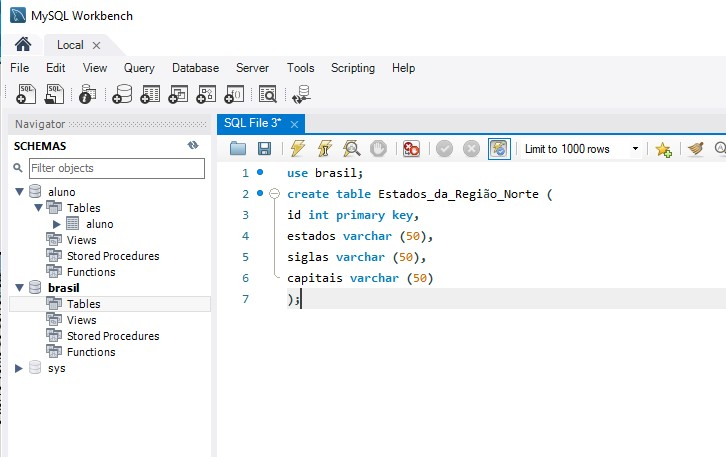 MySQL Workbench
Local
File Edit View Query Database Server Tools Scripting Help
Navigator
SCHEMAS
Filter objects
aluno
Tables
aluno
Views
Stored Procedures
Functions
brasil
Tables
Views
Stored Procedures
Functions
sys
SQL File 3*
Limit to 1000 rows
1 use brasil;
2 create table Estados_da_Região_Norte (
3 id int primary key,
4 estados varchar (50),
5 siglas varchar (50),
6 capitais varchar (50)
7 );